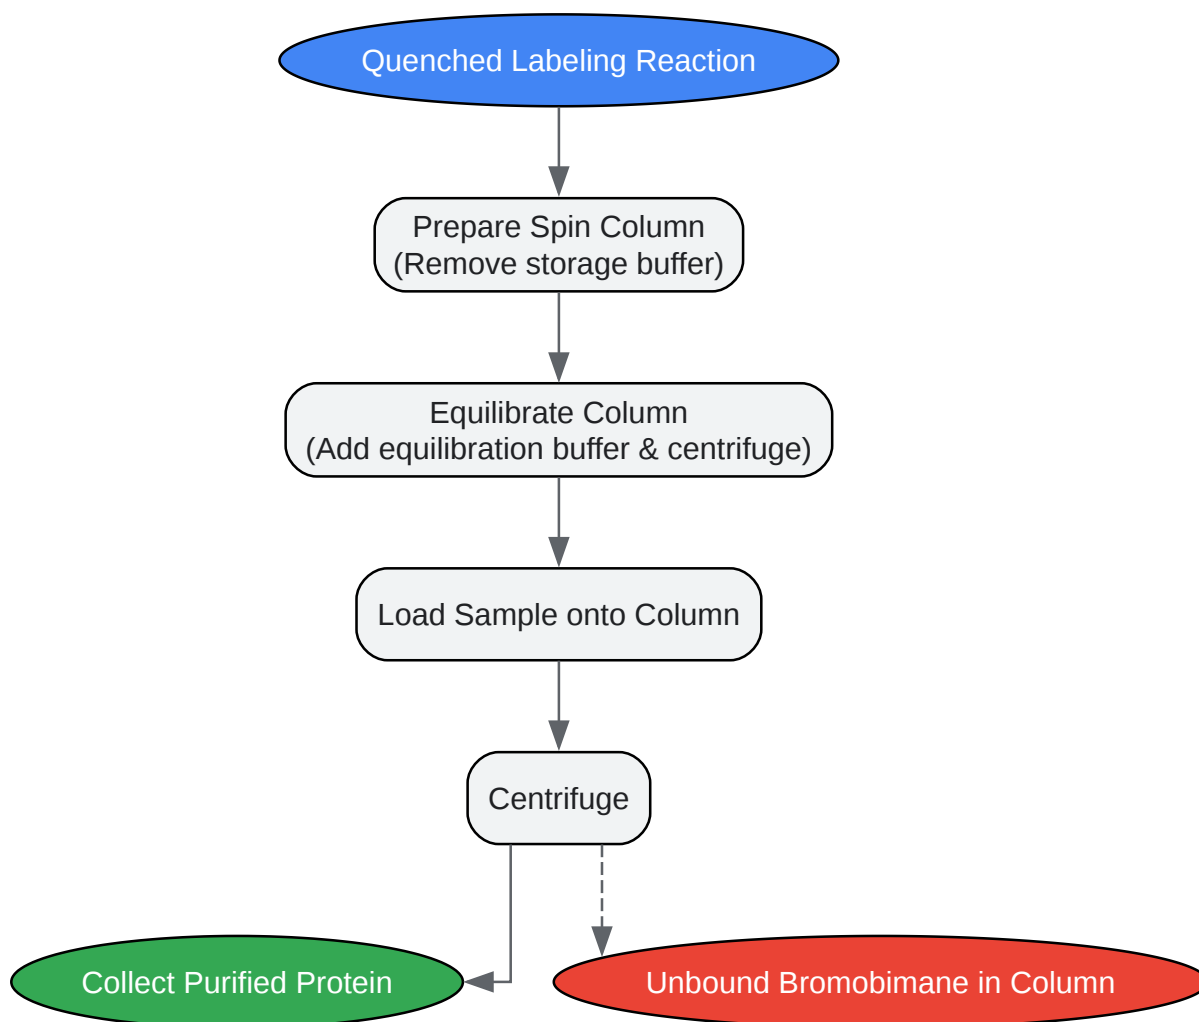 Quenched Labeling Reaction
Prepare Spin Column
(Remove storage buffer)
Equilibrate Column
(Add equilibration buffer & centrifuge)
Load Sample onto Column
Centrifuge
Collect Purified Protein
Unbound Bromobimane in Column